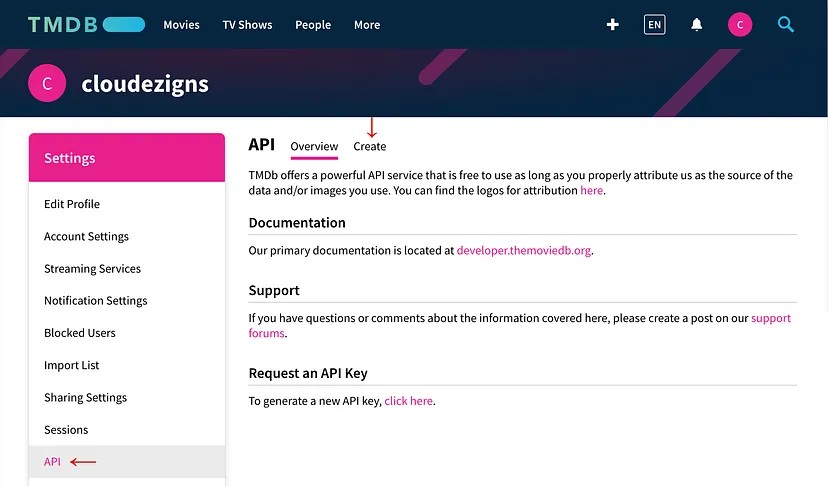 TMDB
Movies TV Shows People More
EN
C
C
cloudezigns
Settings
Edit Profile
Account Settings
Streaming Services
Notification Settings
Blocked Users
Import List
Sharing Settings
Sessions
API
API Overview Create
TMDb offers a powerful API service that is free to use as long as you properly attribute us as the source of the
data and/or images you use. You can find the logos for attribution here.
Documentation
Our primary documentation is located at developer.themoviedb.org.
Support
If you have questions or comments about the information covered here, please create a post on our support
forums.
Request an API Key
To generate a new API key, click here.